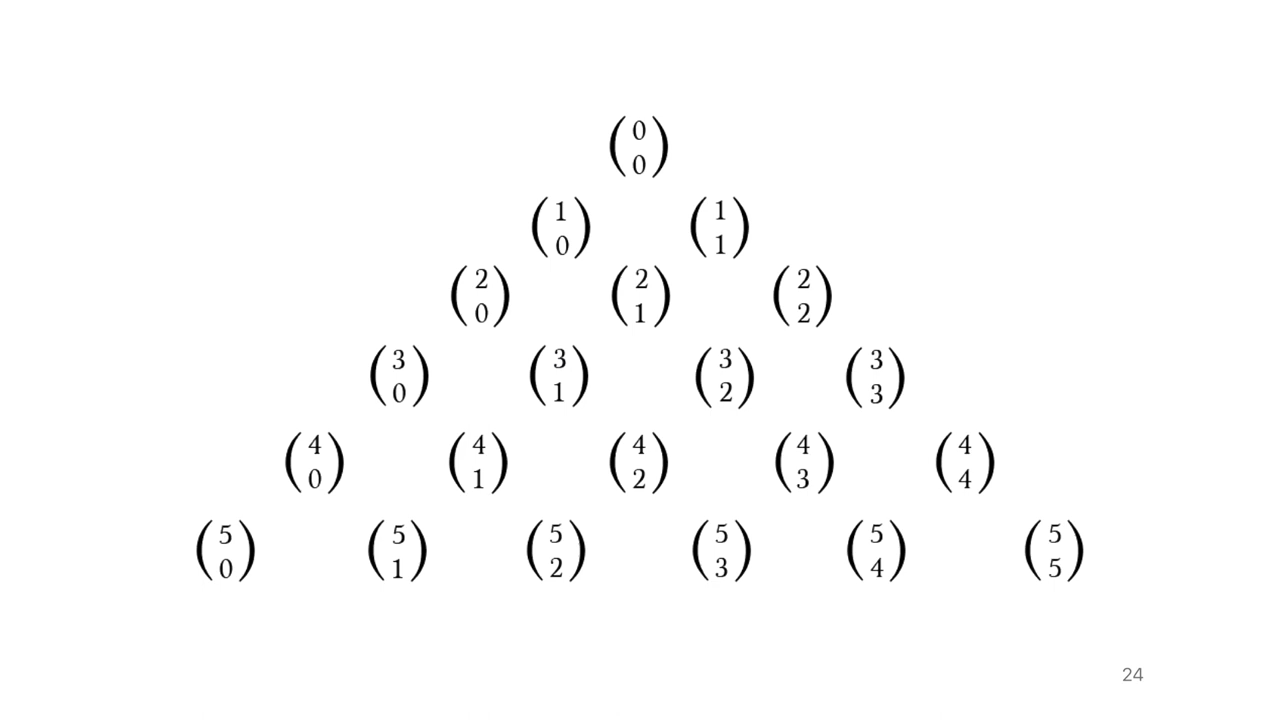 (0 0)
(1 0) (1 1)
(2 0) (2 1) (2 2)
(3 0) (3 1) (3 2) (3 3)
(4 0) (4 1) (4 2) (4 3) (4 4)
(5 0) (5 1) (5 2) (5 3) (5 4) (5 5)
24